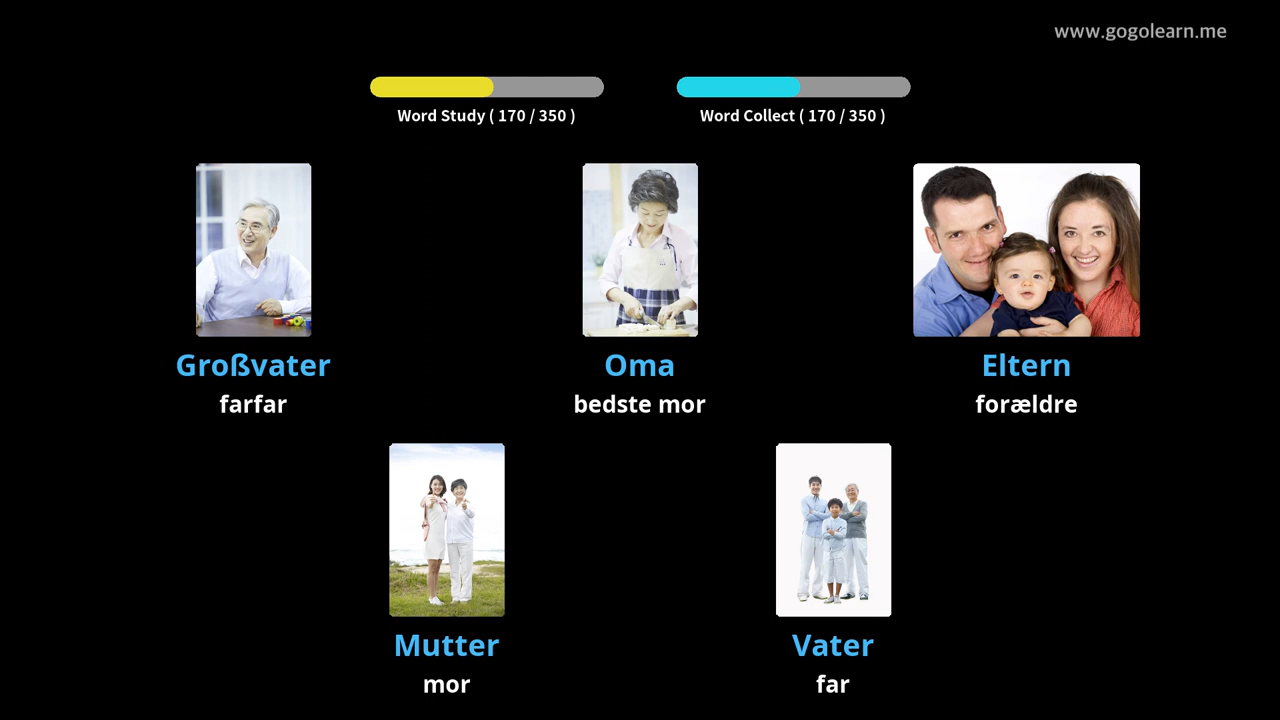 www.gogolearn.me
Word Study ( 170 / 350 )
Word Collect ( 170 / 350 )
Großvater
farfar
Oma
bedste mor
Eltern
forældre
Mutter
mor
Vater
far